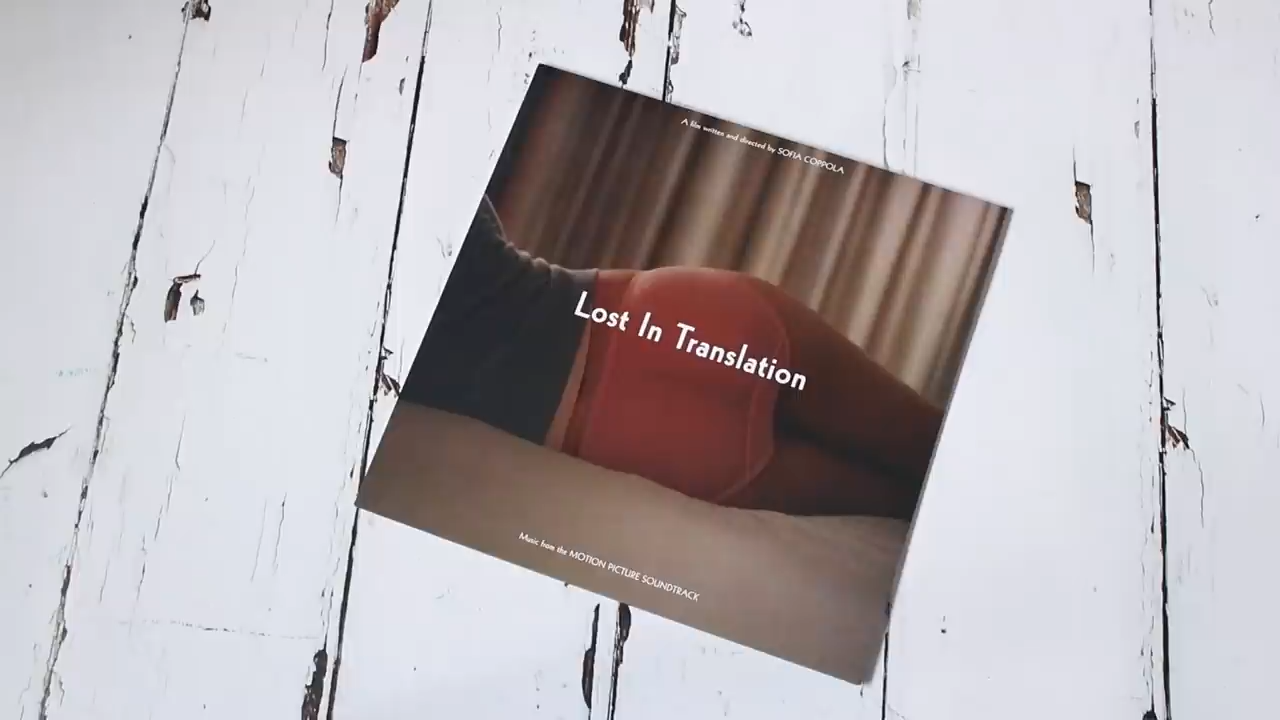 A film written and directed by SOFIA COPPOLA
Lost In Translation
Music from the MOTION PICTURE SOUNDTRACK